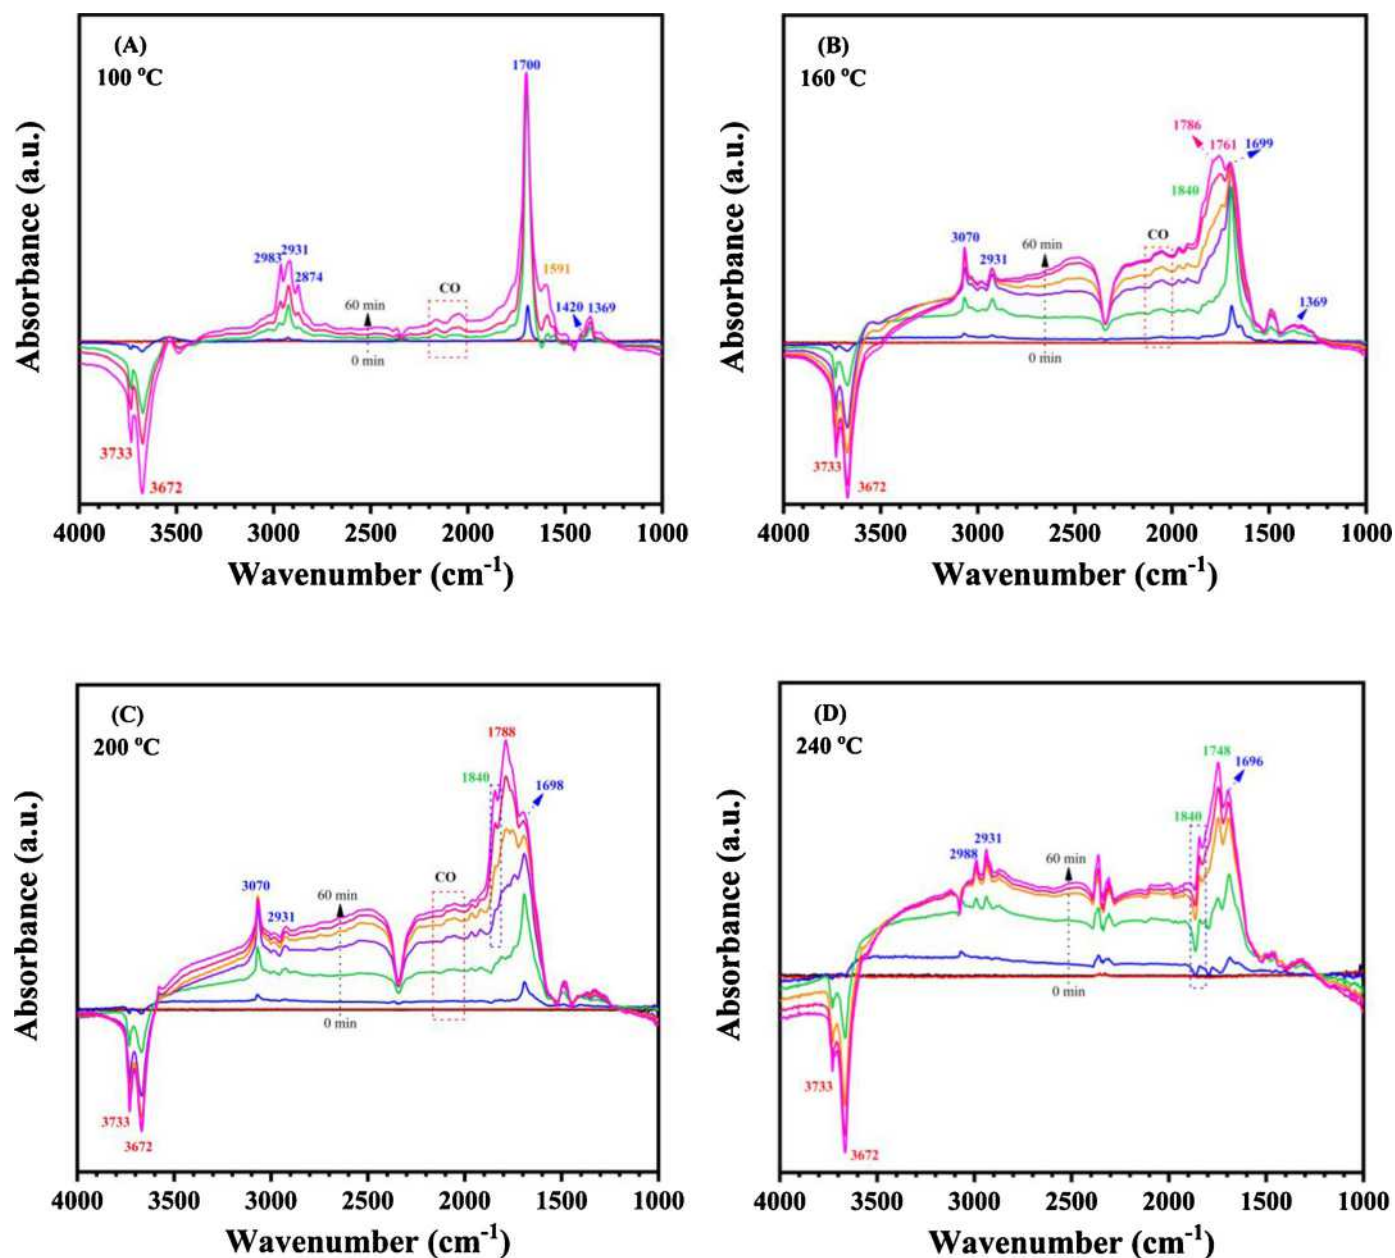 (A)
100 °C
1700
2983
2931
2874
60 min
0 min
CO
1591
1420
1369
3733
3672
Absorbance (a.u.)
4000 3500 3000 2500 2000 1500 1000
Wavenumber (cm⁻¹)
(B)
160 °C
1786
1761
1699
1840
3070
2931
60 min
0 min
CO
1369
3733
3672
Absorbance (a.u.)
4000 3500 3000 2500 2000 1500 1000
Wavenumber (cm⁻¹)
(C)
200 °C
1788
1840
1698
3070
2931
60 min
0 min
CO
3733
3672
Absorbance (a.u.)
4000 3500 3000 2500 2000 1500 1000
Wavenumber (cm⁻¹)
(D)
240 °C
1748
1696
1840
2988
2931
60 min
0 min
3733
3672
Absorbance (a.u.)
4000 3500 3000 2500 2000 1500 1000
Wavenumber (cm⁻¹)